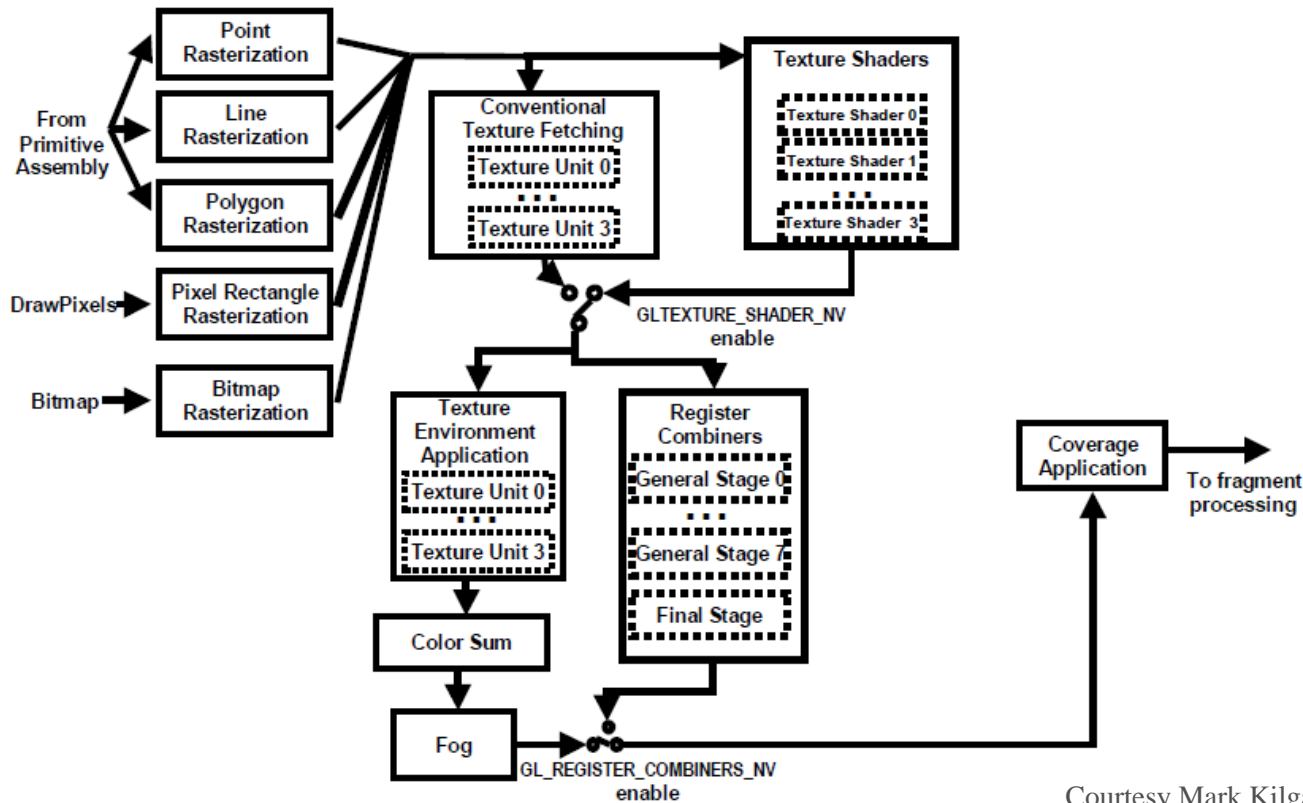 Point
Rasterization
Line
Rasterization
From
Primitive
Assembly
Polygon
Rasterization
DrawPixels
Pixel Rectangle
Rasterization
Bitmap
Bitmap
Rasterization
Conventional
Texture Fetching
Texture Unit 0
...
Texture Unit 3
Texture Shaders
Texture Shader 0
Texture Shader 1
...
Texture Shader 3
GLTEXTURE_SHADER_NV
enable
Texture
Environment
Application
Texture Unit 0
...
Texture Unit 3
Color Sum
Fog
Register
Combiners
General Stage 0
...
General Stage 7
Final Stage
GL_REGISTER_COMBINERS_NV
enable
Coverage
Application
To fragment
processing
Courtesy Mark